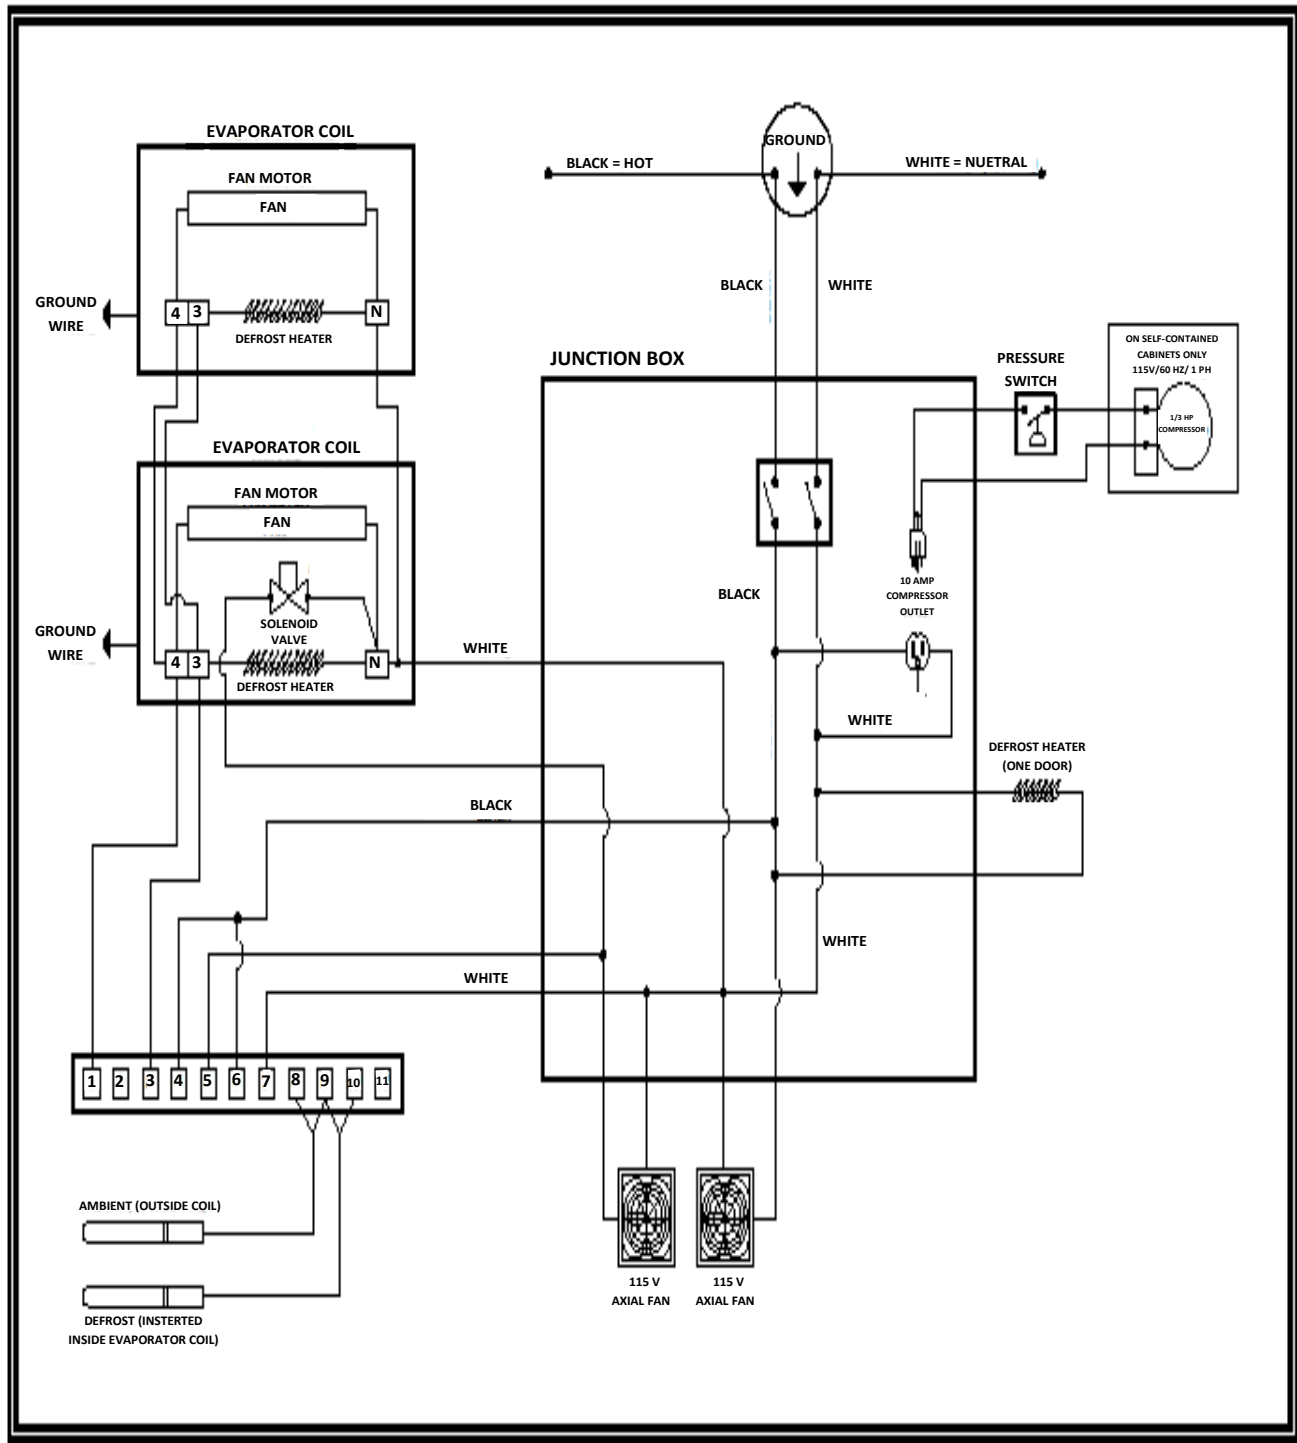 EVAPORATOR COIL
FAN MOTOR
FAN
4 3
N
DEFROST HEATER
GROUND
WIRE
GROUND
BLACK = HOT
WHITE = NUETRAL
BLACK
WHITE
JUNCTION BOX
PRESSURE
SWITCH
ON SELF-CONTAINED
CABINETS ONLY
115V/60 HZ/ 1 PH
1/3 HP
COMPRESSOR
EVAPORATOR COIL
FAN MOTOR
FAN
SOLENOID
VALVE
4 3
N
DEFROST HEATER
GROUND
WIRE
WHITE
BLACK
10 AMP
COMPRESSOR
OUTLET
WHITE
DEFROST HEATER
(ONE DOOR)
BLACK
WHITE
WHITE
1 2 3 4 5 6 7 8 9 10 11
AMBIENT (OUTSIDE COIL)
DEFROST (INSTERTED
INSIDE EVAPORATOR COIL)
115 V
AXIAL FAN
115 V
AXIAL FAN